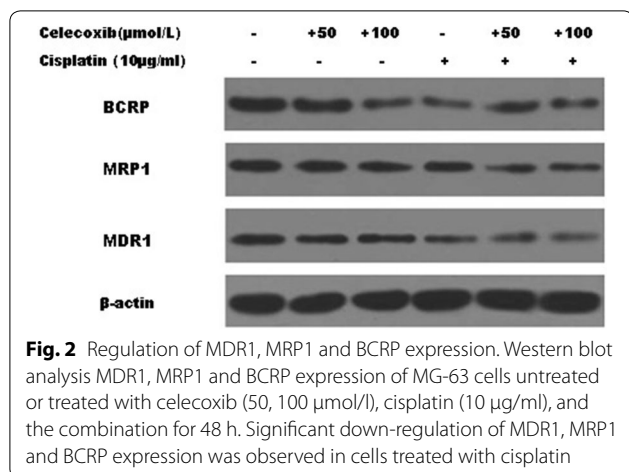 Celecoxib(μmol/L) - +50 +100 - +50 +100
Cisplatin (10μg/ml) - - - + + +
BCRP
MRP1
MDR1
β-actin
Fig. 2 Regulation of MDR1, MRP1 and BCRP expression. Western blot
analysis MDR1, MRP1 and BCRP expression of MG-63 cells untreated
or treated with celecoxib (50, 100 μmol/l), cisplatin (10 μg/ml), and
the combination for 48 h. Significant down-regulation of MDR1, MRP1
and BCRP expression was observed in cells treated with cisplatin